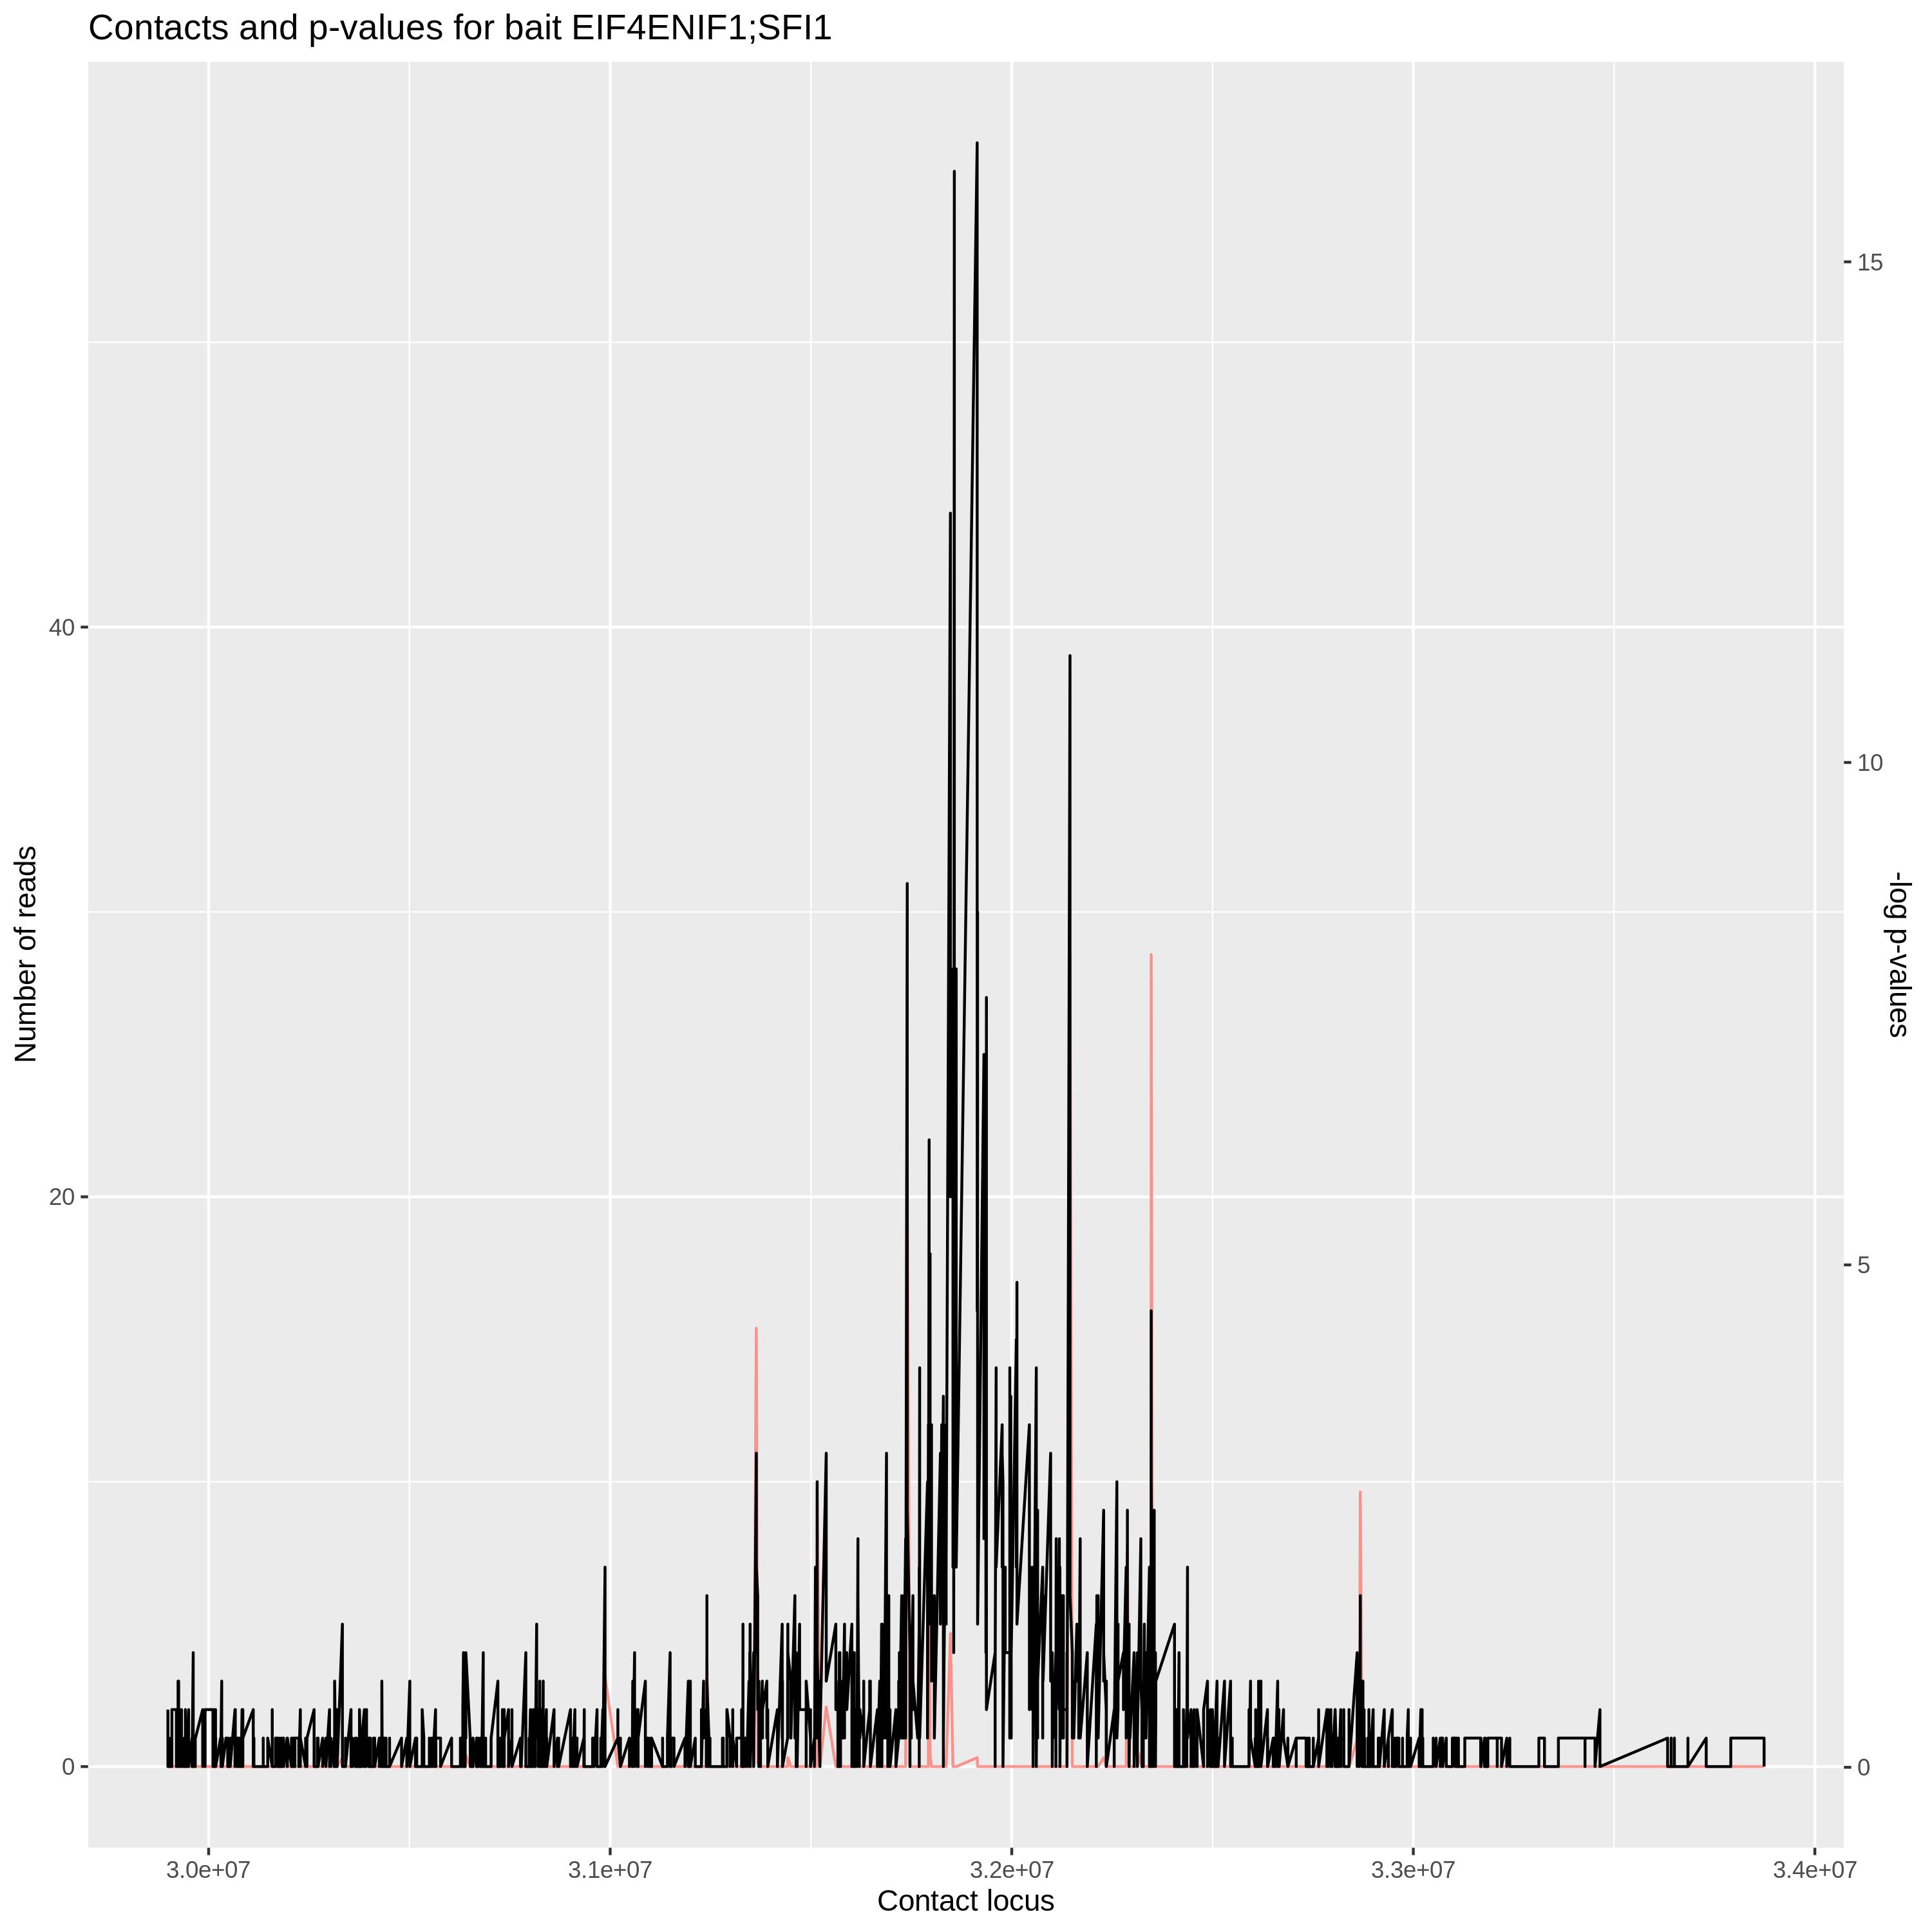 Contacts and p-values for bait EIF4ENIF1;SFI1
15
40
10
Number of reads
-log p-values
20
5
0
0
3.0e+07
3.1e+07
3.2e+07
3.3e+07
3.4e+07
Contact locus